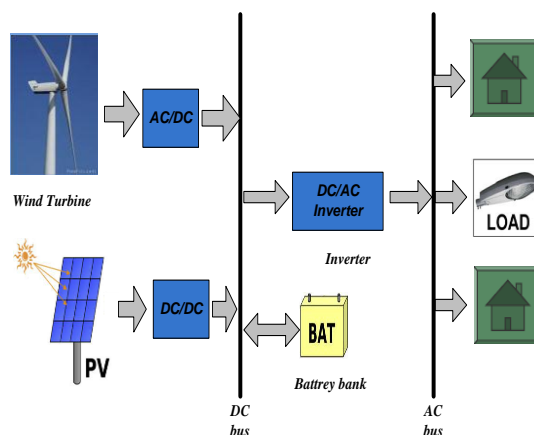 AC/DC
Wind Turbine
DC/AC
Inverter
LOAD
Inverter
DC/DC
PV
BAT
Battrey bank
DC
bus
AC
bus